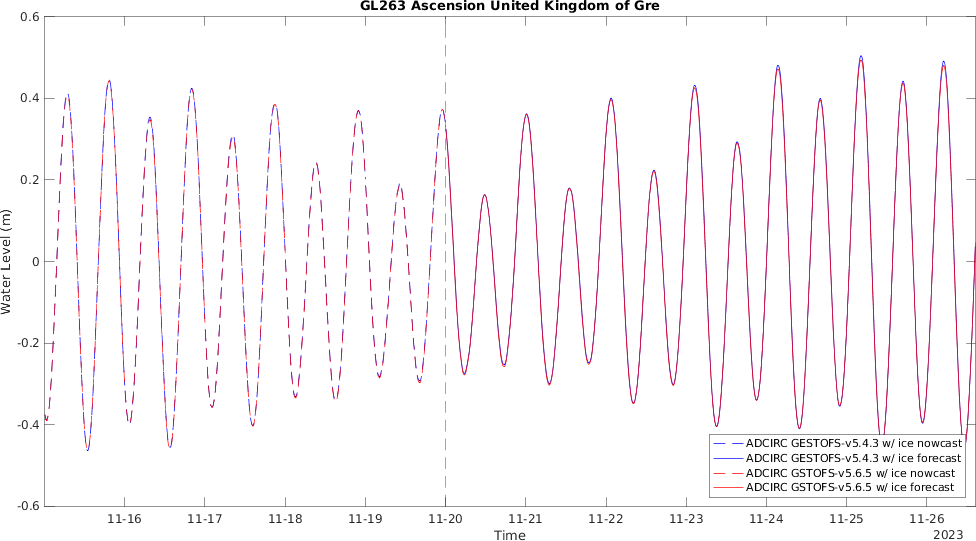 GL263 Ascension United Kingdom of Gre
0.6
0.4
0.2
0
-0.2
-0.4
-0.6
Water Level (m)
11-16 11-17 11-18 11-19 11-20 11-21 11-22 11-23 11-24 11-25 11-26
Time
2023
ADCIRC GESTOFS-v5.4.3 w/ ice nowcast
ADCIRC GESTOFS-v5.4.3 w/ ice forecast
ADCIRC GSTOFS-v5.6.5 w/ ice nowcast
ADCIRC GSTOFS-v5.6.5 w/ ice forecast